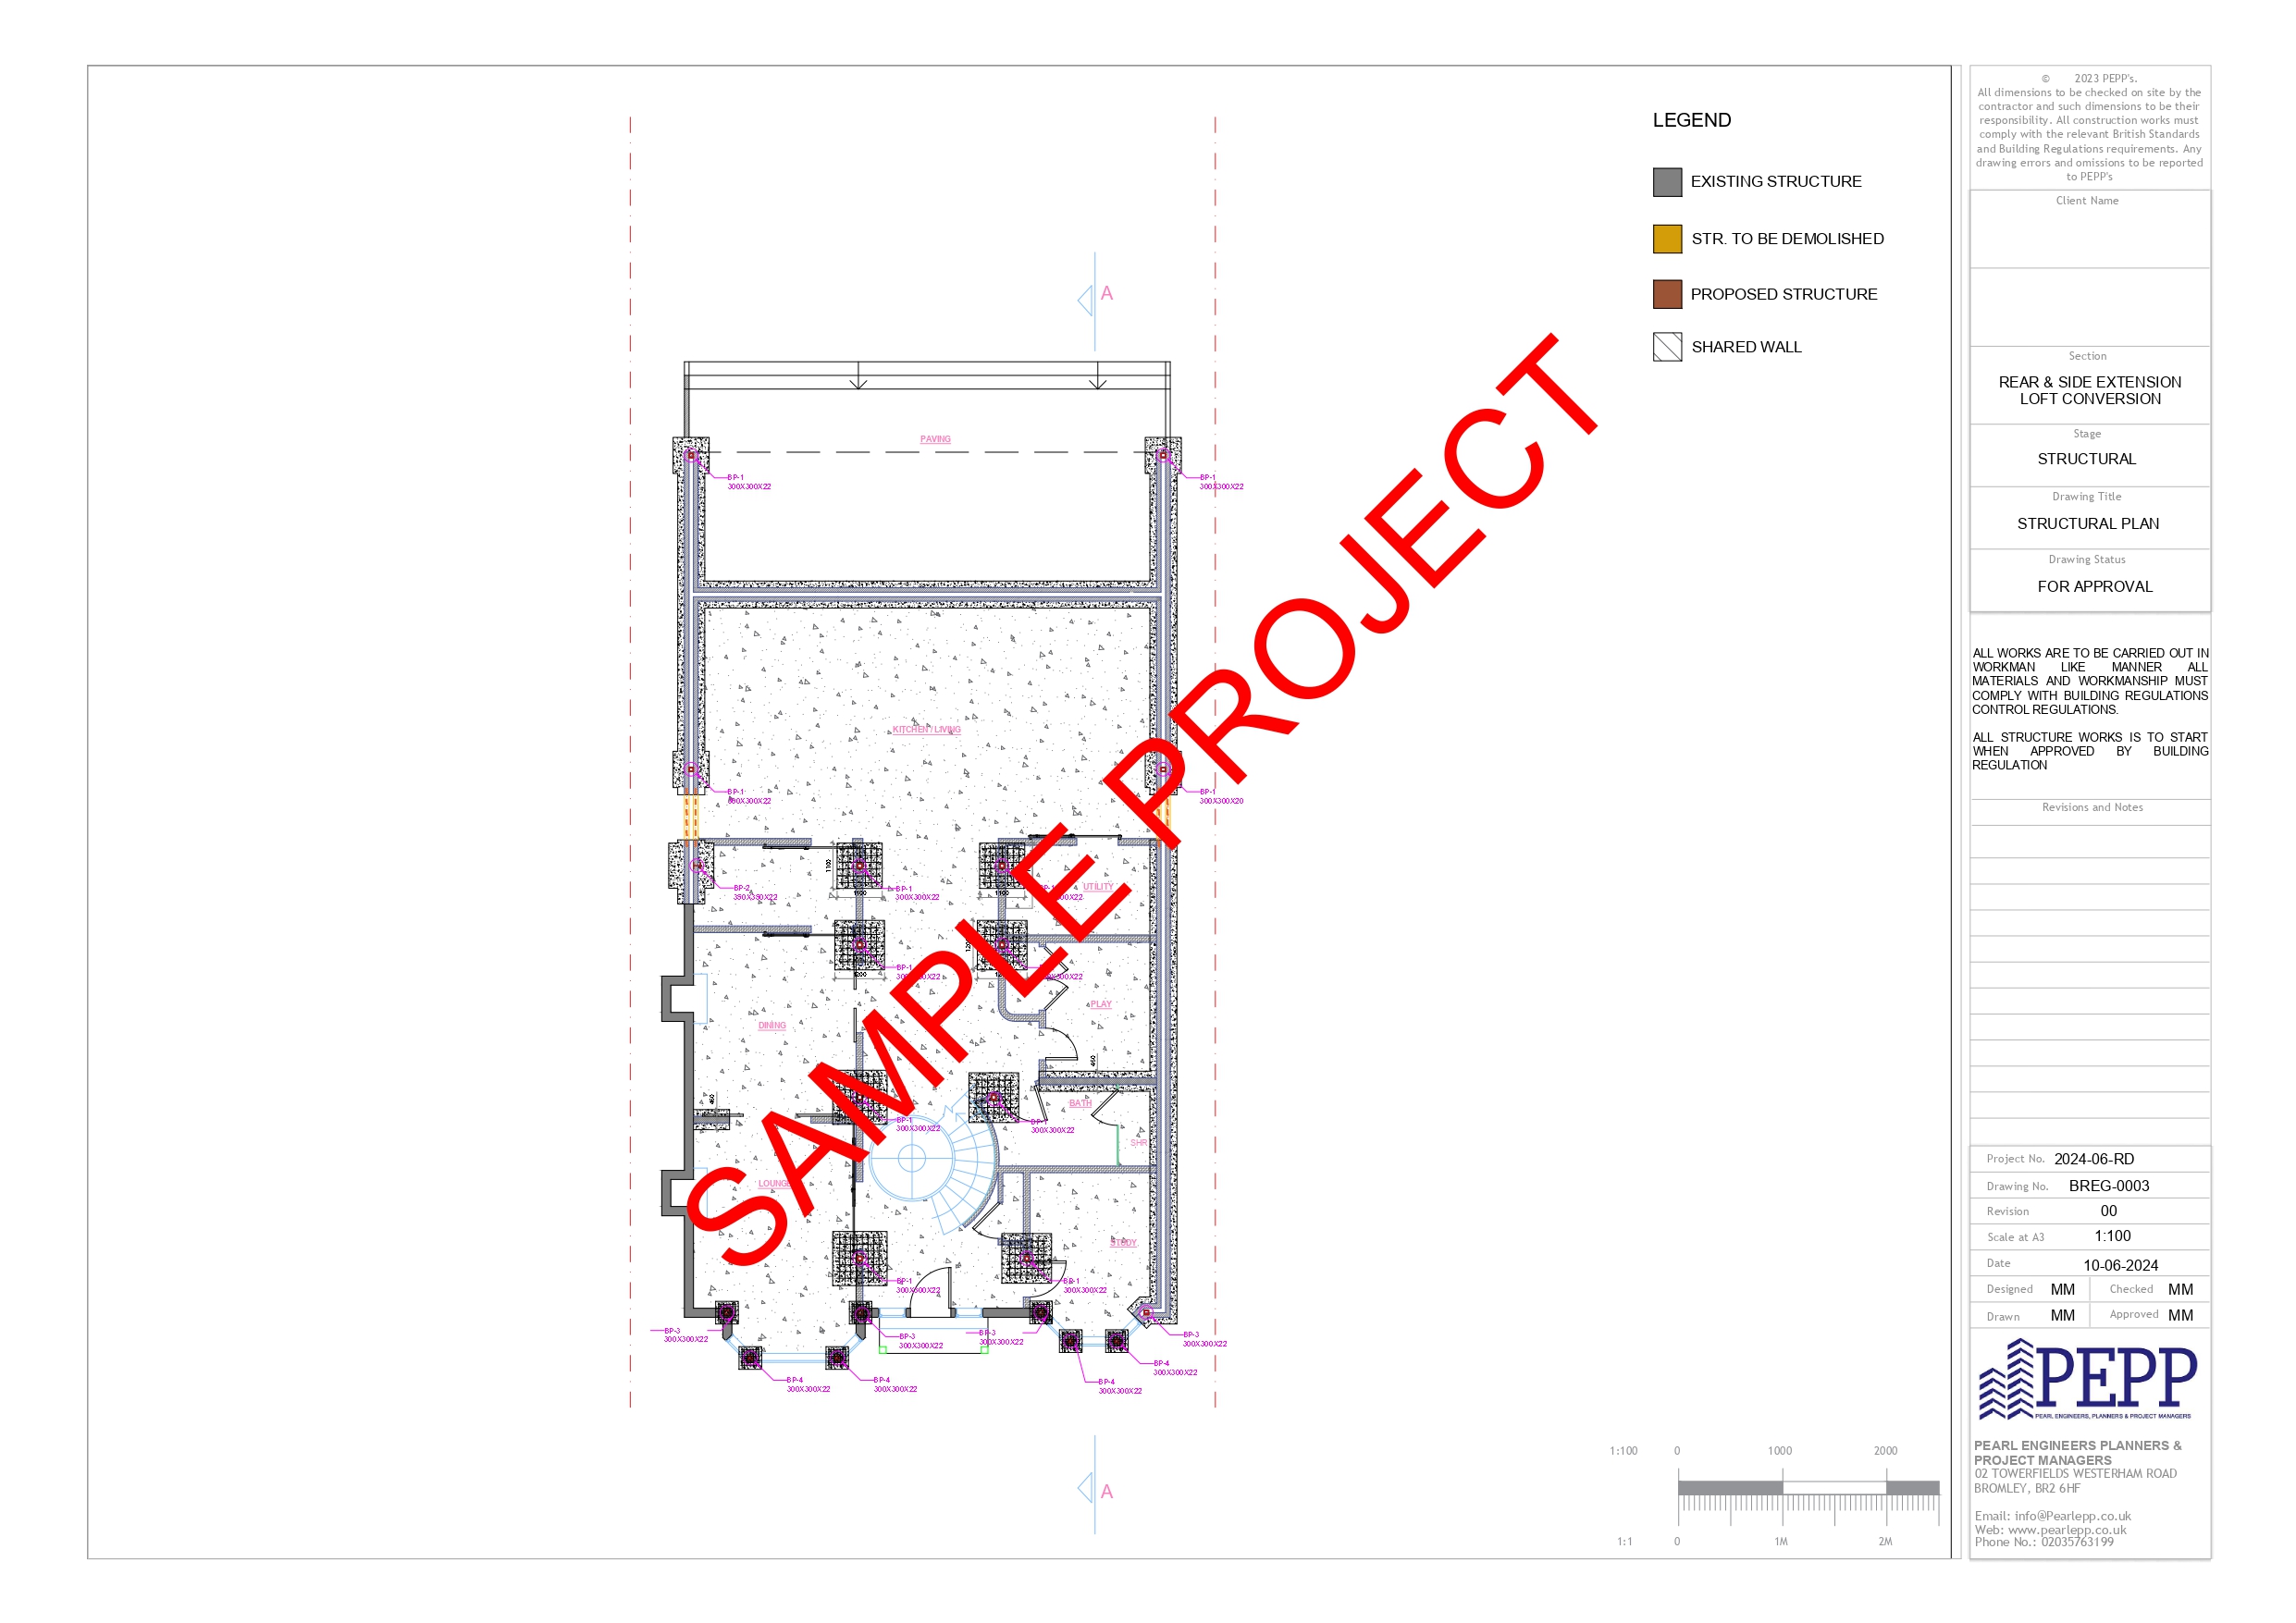 LEGEND
EXISTING STRUCTURE
STR. TO BE DEMOLISHED
PROPOSED STRUCTURE
SHARED WALL
A
PAVING
BP-1
300X300X22
BP-1
300X300X22
KITCHEN / LIVING
BP-1
300X300X22
BP-1
300X300X20
1100
BP-2
350X350X22
BP-1
300X300X22
1100
1100
UTILITY
BP-1
1200
PLAY
DINING
460
460
BATH
BP-1
300X300X22
300X300X22
SHR
LOUNGE
STUDY
BP-1
300X300X22
BP-1
300X300X22
BP-3
300X300X22
BP-3
300X300X22
BP-3
300X300X22
BP-3
300X300X22
BP-4
300X300X22
BP-4
300X300X22
BP-4
300X300X22
BP-4
300X300X22
A
SAMPLE PROJECT
1:100 0 1000 2000
1:1 0 1M 2M
© 2023 PEPP's.
All dimensions to be checked on site by the
contractor and such dimensions to be their
responsibility. All construction works must
comply with the relevant British Standards
and Building Regulations requirements. Any
drawing errors and omissions to be reported
to PEPP's
Client Name
Section
REAR & SIDE EXTENSION
LOFT CONVERSION
Stage
STRUCTURAL
Drawing Title
STRUCTURAL PLAN
Drawing Status
FOR APPROVAL
ALL WORKS ARE TO BE CARRIED OUT IN
WORKMAN LIKE MANNER ALL
MATERIALS AND WORKMANSHIP MUST
COMPLY WITH BUILDING REGULATIONS
CONTROL REGULATIONS.
ALL STRUCTURE WORKS IS TO START
WHEN APPROVED BY BUILDING
REGULATION
Revisions and Notes
Project No. 2024-06-RD
Drawing No. BREG-0003
Revision 00
Scale at A3 1:100
Date 10-06-2024
Designed MM Checked MM
Drawn MM Approved MM
PEPP
PEARL ENGINEERS, PLANNERS & PROJECT MANAGERS
PEARL ENGINEERS PLANNERS &
PROJECT MANAGERS
02 TOWERFIELDS WESTERHAM ROAD
BROMLEY, BR2 6HF
Email: info@Pearlepp.co.uk
Web: www.pearlepp.co.uk
Phone No.: 02035763199